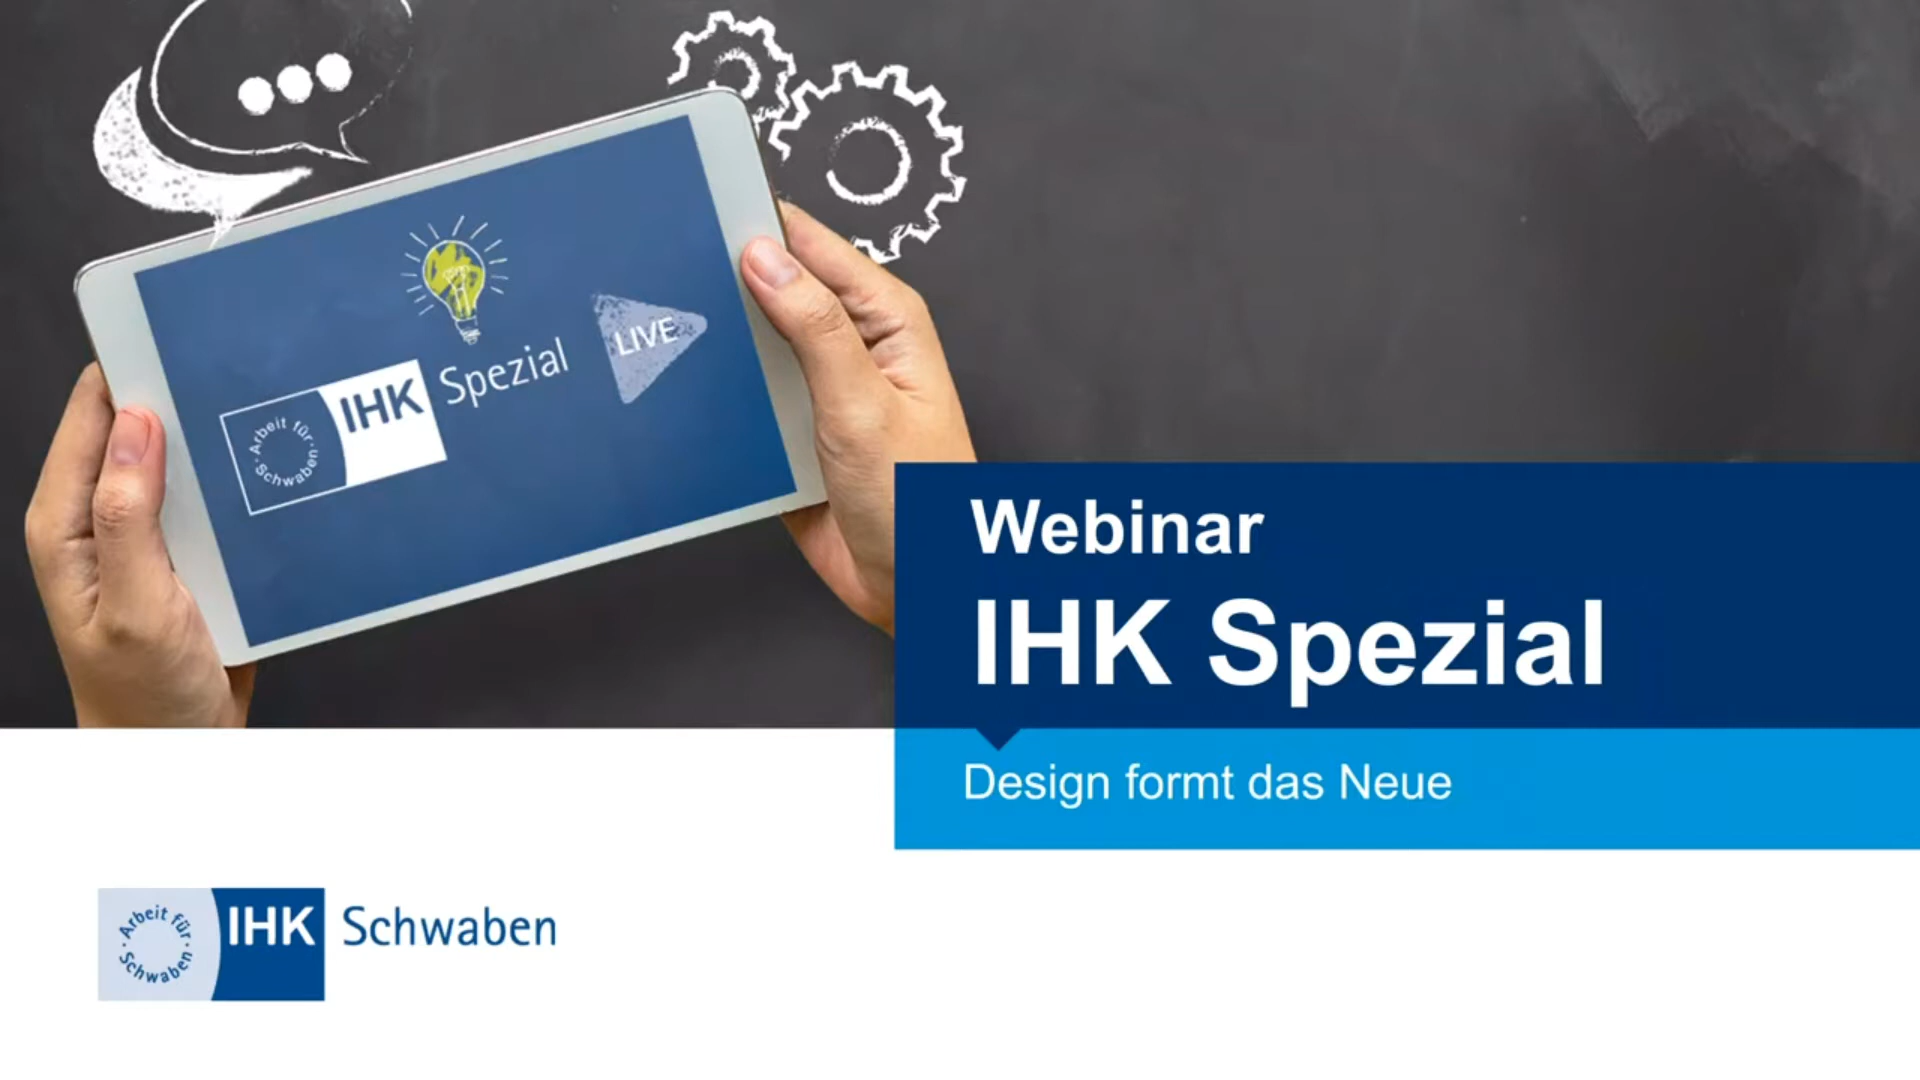 IHK Spezial
LIVE
Arbeit für
Schwaben
Webinar
IHK Spezial
Design formt das Neue
Arbeit für
Schwaben
IHK Schwaben